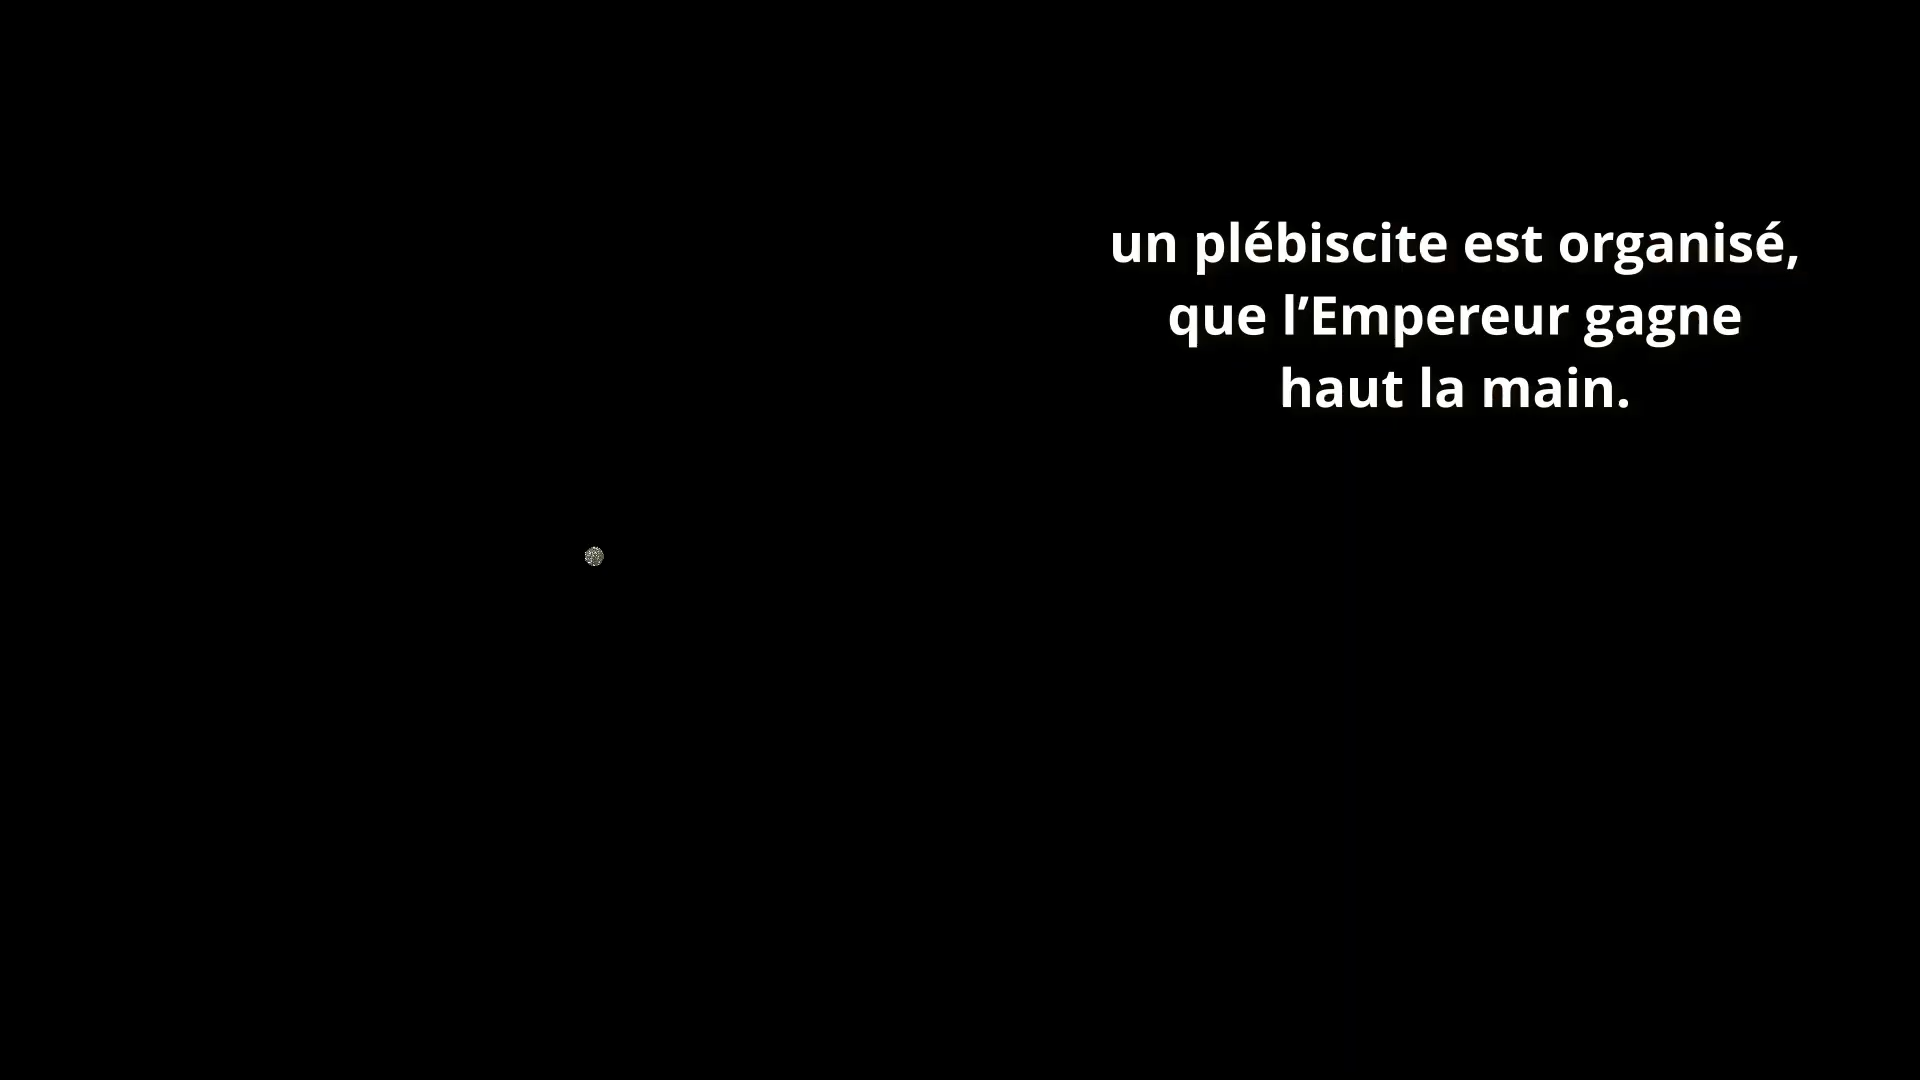 un plébiscite est organisé,
que l’Empereur gagne
haut la main.